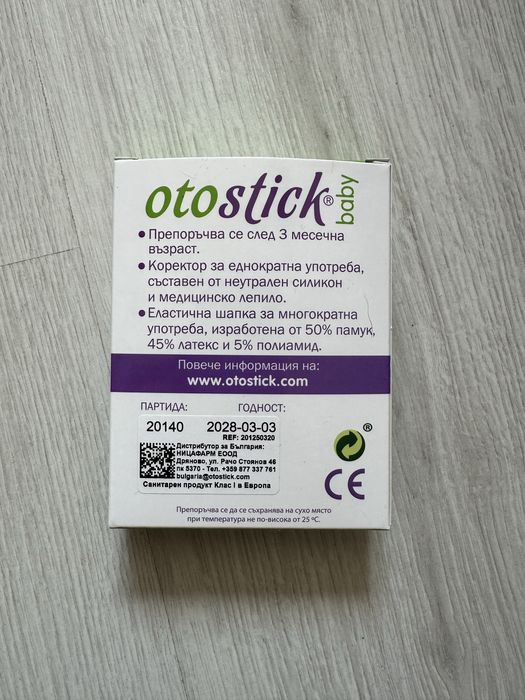 otostick® baby
• Препоръчва се след 3 месечна
възраст.
• Коректор за еднократна употреба,
съставен от неутрален силикон
и медицинско лепило.
• Еластична шапка за многократна
употреба, изработена от 50% памук,
45% латекс и 5% полиамид.
Повече информация на:
www.otostick.com
ПАРТИДА: ГОДНОСТ:
20140 2028-03-03
REF: 201250320
Дистрибутор за България:
НИЦАФАРМ ЕООД
Дряново, ул. Рачо Стоянов 46
пк 5370 - Тел. +359 877 337 761
bulgaria@otostick.com
Санитарен продукт Клас I в Европа
®
CE
Препоръчва се да се съхранява на сухо място
при температура не по-висока от 25 ºC.